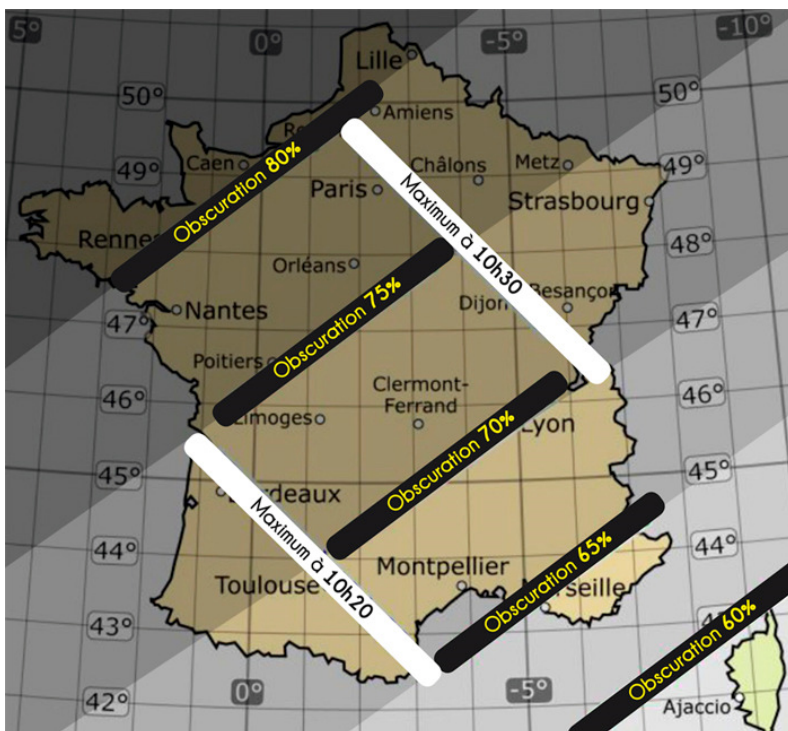 5°
0°
-5°
-10°
Lille
50°
50°
Amiens
Caen
49°
Châlons
Metz
49°
Obscuration 80%
Paris
Maximum à 10h30
Strasbourg
Rennes
48°
Orléans
Nantes
Obscuration 75%
Dijon
Besançon
47°
47°
Poitiers
46°
Clermont-
Ferrand
46°
Limoges
Obscuration 70%
Lyon
45°
45°
Bordeaux
Maximum à 10h20
44°
44°
Toulouse
Montpellier
Obscuration 65%
Marseille
43°
Obscuration 60%
42°
0°
-5°
Ajaccio